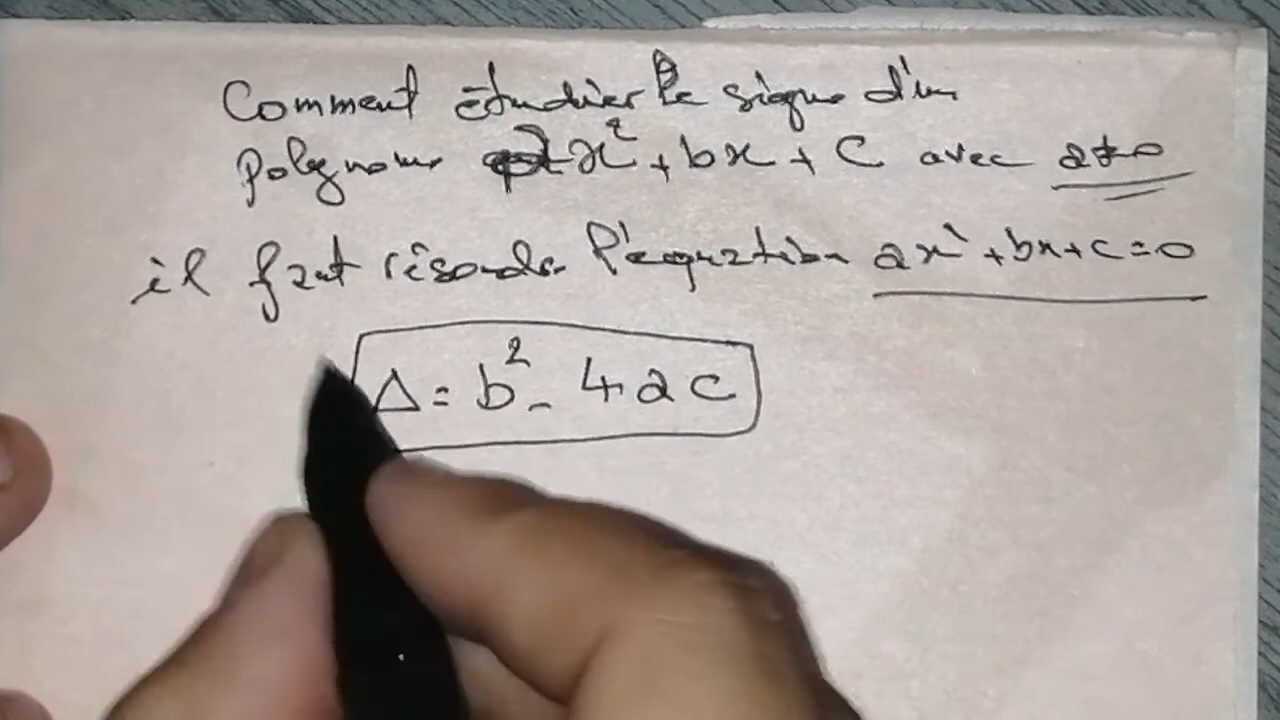 Comment étudier le signe d'un
polynome ax² + bx + c avec a≠0
il faut résoudre l'équation ax²+bx+c=0
Δ = b² - 4ac